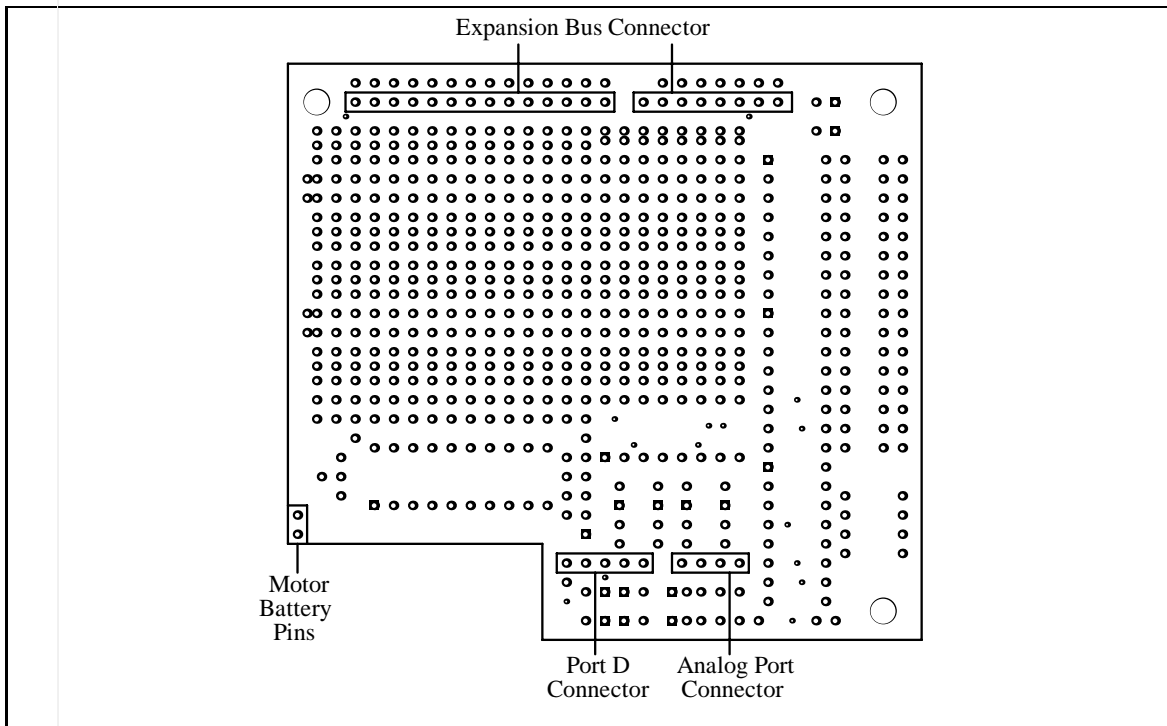 Expansion Bus Connector
Motor
Battery
Pins
Port D
Connector
Analog Port
Connector